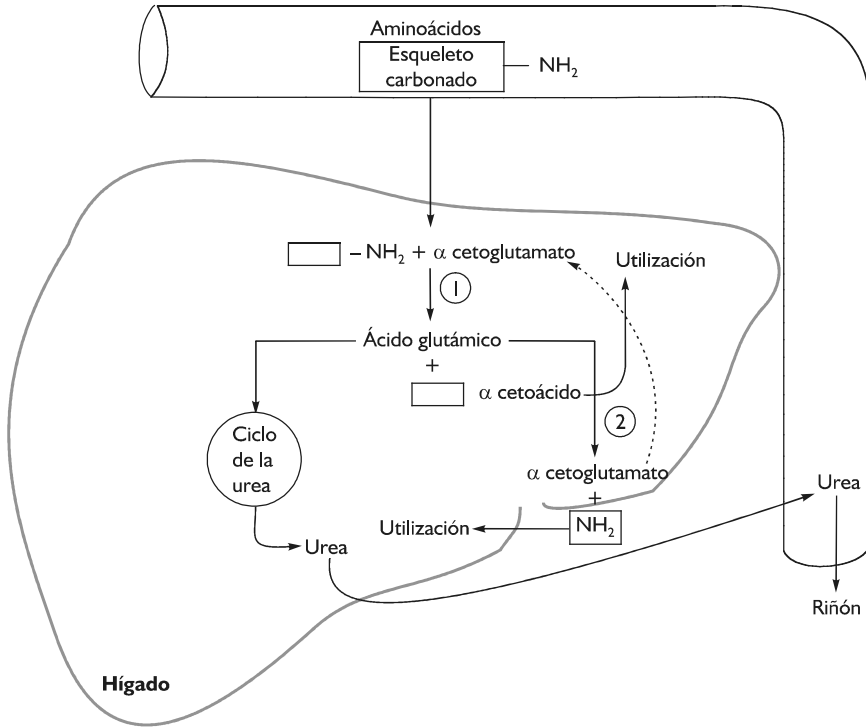 Aminoácidos
Esqueleto
carbonado
NH₂
– NH₂ + α cetoglutamato
Utilización
1
Ácido glutámico
+
α cetoácido
2
Ciclo
de la
urea
α cetoglutamato
+
NH₂
Utilización
Urea
Urea
Riñón
Hígado